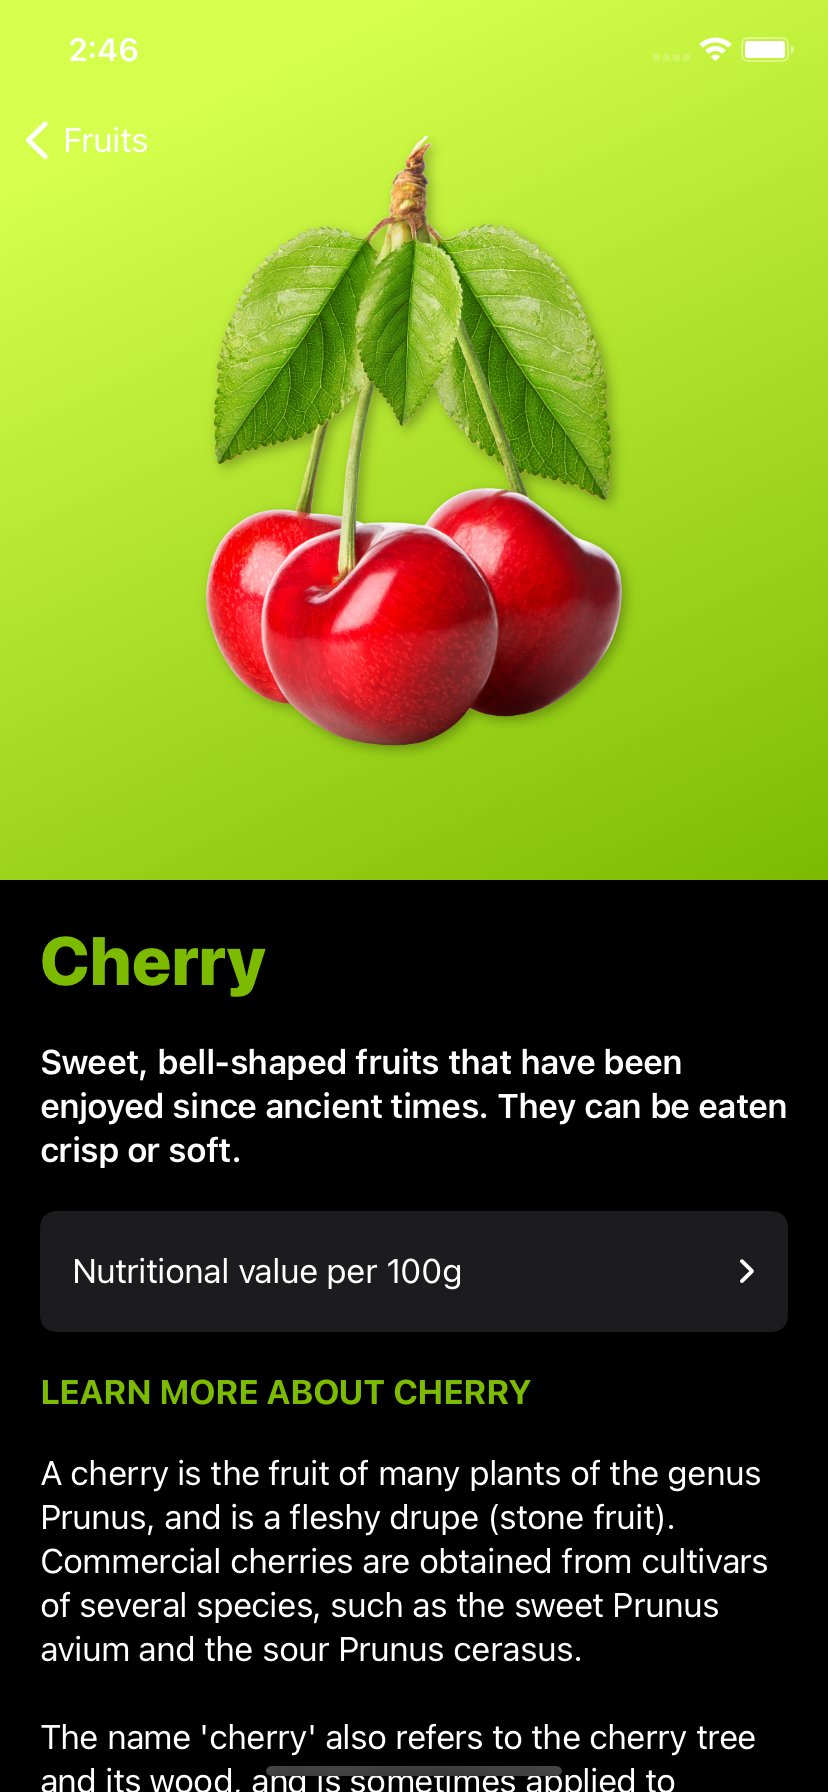 2:46
Fruits
Cherry
Sweet, bell-shaped fruits that have been
enjoyed since ancient times. They can be eaten
crisp or soft.
Nutritional value per 100g
LEARN MORE ABOUT CHERRY
A cherry is the fruit of many plants of the genus
Prunus, and is a fleshy drupe (stone fruit).
Commercial cherries are obtained from cultivars
of several species, such as the sweet Prunus
avium and the sour Prunus cerasus.
The name 'cherry' also refers to the cherry tree
and its wood, and is sometimes applied to